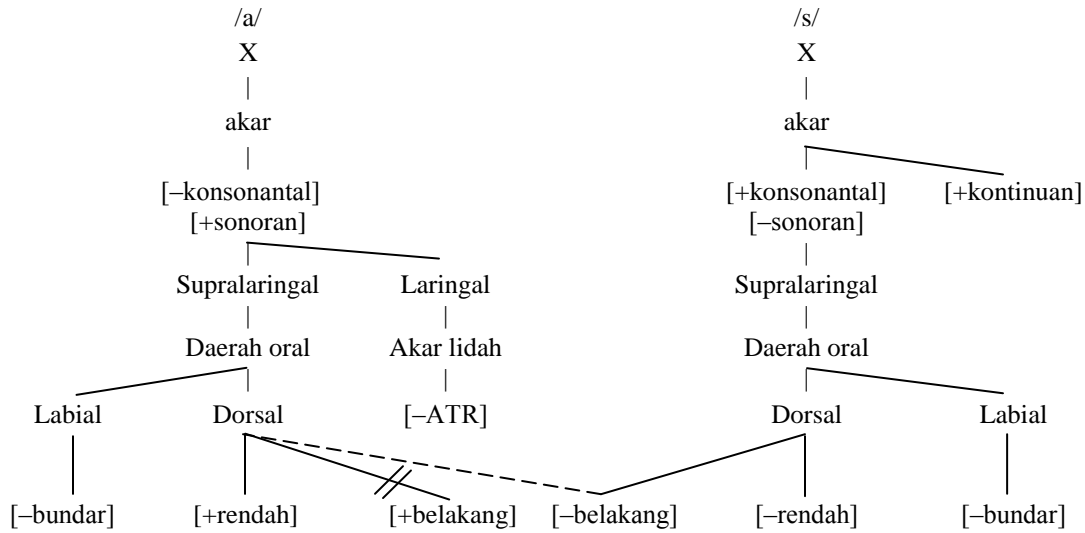 /a/ /s/
X X
akar akar
[–konsonantal] [+konsonantal] [+kontinuan]
[+sonoran] [–sonoran]
Supralaringal Laringal Supralaringal
Daerah oral Akar lidah Daerah oral
Labial Dorsal [–ATR] Dorsal Labial
[–bundar] [+rendah] [+belakang] [–belakang] [–rendah] [–bundar]